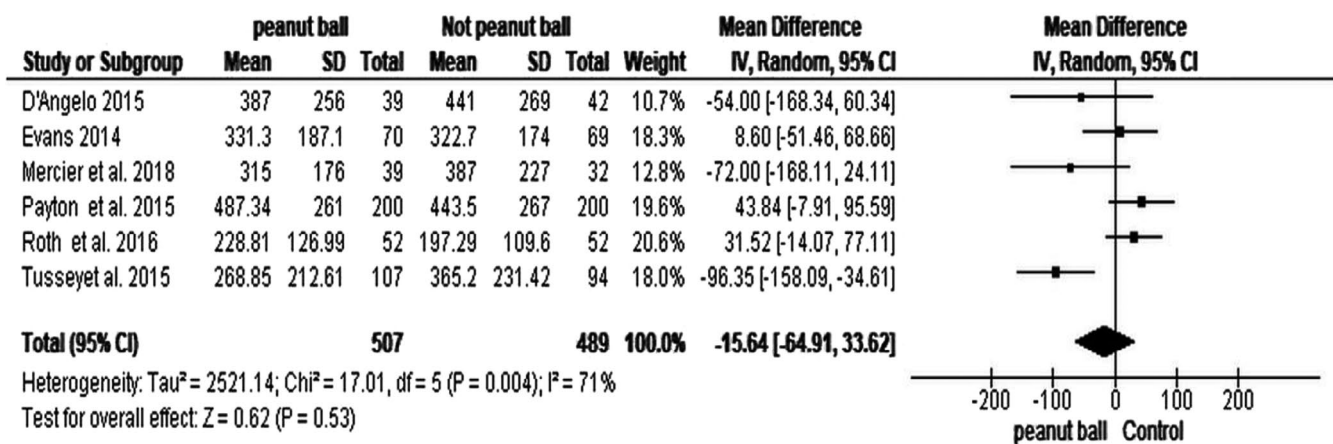 peanut ball Not peanut ball Mean Difference Mean Difference
Study or Subgroup Mean SD Total Mean SD Total Weight IV, Random, 95% CI IV, Random, 95% CI
D'Angelo 2015 387 256 39 441 269 42 10.7% -54.00 [-168.34, 60.34]
Evans 2014 331.3 187.1 70 322.7 174 69 18.3% 8.60 [-51.46, 68.66]
Mercier et al. 2018 315 176 39 387 227 32 12.8% -72.00 [-168.11, 24.11]
Payton et al. 2015 487.34 261 200 443.5 267 200 19.6% 43.84 [-7.91, 95.59]
Roth et al. 2016 228.81 126.99 52 197.29 109.6 52 20.6% 31.52 [-14.07, 77.11]
Tusseyet al. 2015 268.85 212.61 107 365.2 231.42 94 18.0% -96.35 [-158.09, -34.61]
Total (95% CI) 507 489 100.0% -15.64 [-64.91, 33.62]
Heterogeneity: Tau² = 2521.14; Chi² = 17.01, df = 5 (P = 0.004); I² = 71%
Test for overall effect: Z = 0.62 (P = 0.53)
-200 -100 0 100 200
peanut ball Control